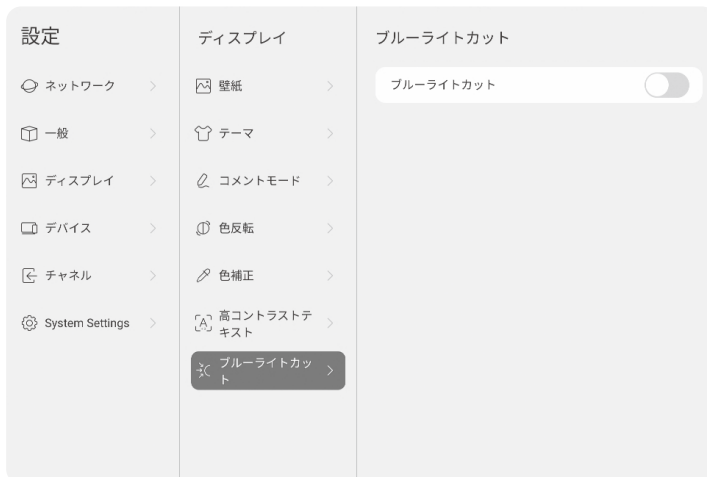 設定
ネットワーク
一般
ディスプレイ
デバイス
チャネル
System Settings
ディスプレイ
壁紙
テーマ
コメントモード
色反転
色補正
高コントラストテ
キスト
ブルーライトカッ
ト
ブルーライトカット
ブルーライトカット